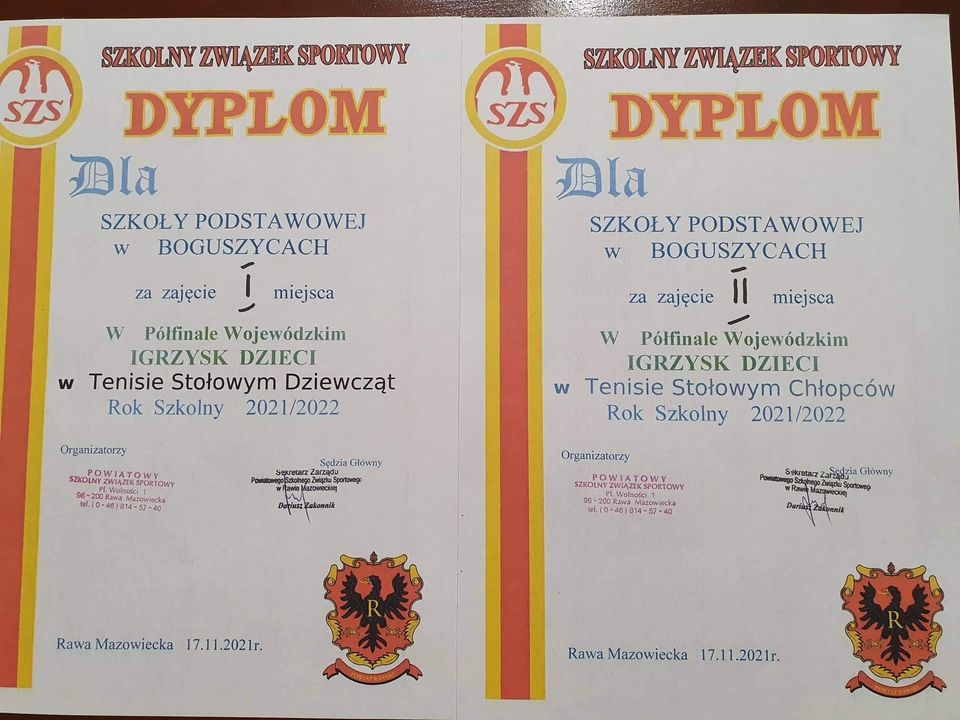 SZKOLNY ZWIĄZEK SPORTOWY
SZS
DYPLOM
Dla
SZKOŁY PODSTAWOWEJ
w BOGUSZYCACH
za zajęcie I miejsca
W Półfinale Wojewódzkim
IGRZYSK DZIECI
w Tenisie Stołowym Dziewcząt
Rok Szkolny 2021/2022
Organizatorzy
POWIATOWY
SZKOLNY ZWIĄZEK SPORTOWY
Pl. Wolności 1
96-200 Rawa Mazowiecka
tel. (0-46) 814-57-40
Sędzia Główny
Sekretarz Zarządu
Powiatowego Szkolnego Związku Sportowego
w Rawie Mazowieckiej
Dariusz Żakonnik
R
POWIAT RAWSKI
Rawa Mazowiecka 17.11.2021r.
SZKOLNY ZWIĄZEK SPORTOWY
SZS
DYPLOM
Dla
SZKOŁY PODSTAWOWEJ
w BOGUSZYCACH
za zajęcie II miejsca
W Półfinale Wojewódzkim
IGRZYSK DZIECI
w Tenisie Stołowym Chłopców
Rok Szkolny 2021/2022
Organizatorzy
POWIATOWY
SZKOLNY ZWIĄZEK SPORTOWY
Pl. Wolności 1
96-200 Rawa Mazowiecka
tel. (0-46) 814-57-40
Sędzia Główny
Sekretarz Zarządu
Powiatowego Szkolnego Związku Sportowego
w Rawie Mazowieckiej
Dariusz Żakonnik
R
POWIAT RAWSKI
Rawa Mazowiecka 17.11.2021r.